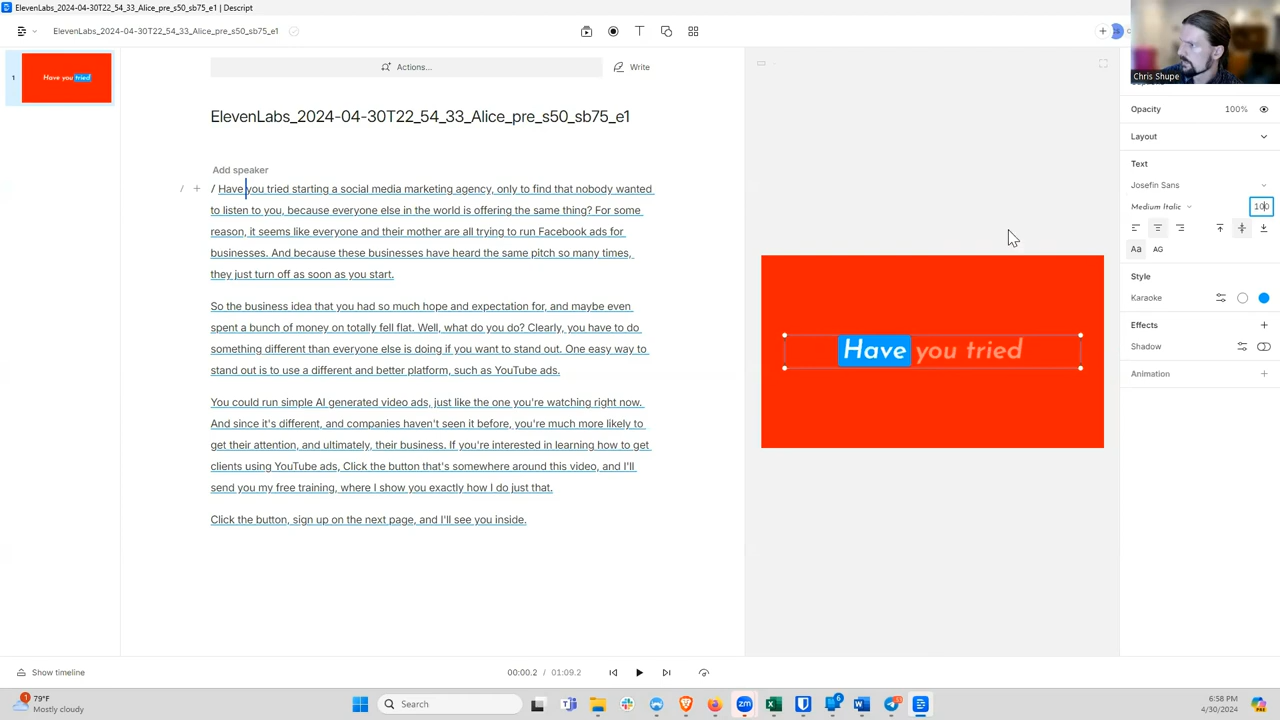 ElevenLabs_2024-04-30T22_54_33_Alice_pre_s50_sb75_e1 | Descript
ElevenLabs_2024-04-30T22_54_33_Alice_pre_s50_sb75_e1
Chris Shupe
1
Have you tried
Actions...
Write
ElevenLabs_2024-04-30T22_54_33_Alice_pre_s50_sb75_e1
Add speaker
/ + / Have you tried starting a social media marketing agency, only to find that nobody wanted
to listen to you, because everyone else in the world is offering the same thing? For some
reason, it seems like everyone and their mother are all trying to run Facebook ads for
businesses. And because these businesses have heard the same pitch so many times,
they just turn off as soon as you start.
So the business idea that you had so much hope and expectation for, and maybe even
spent a bunch of money on totally fell flat. Well, what do you do? Clearly, you have to do
something different than everyone else is doing if you want to stand out. One easy way to
stand out is to use a different and better platform, such as YouTube ads.
You could run simple AI generated video ads, just like the one you're watching right now.
And since it's different, and companies haven't seen it before, you're much more likely to
get their attention, and ultimately, their business. If you're interested in learning how to get
clients using YouTube ads, Click the button that's somewhere around this video, and I'll
send you my free training, where I show you exactly how I do just that.
Click the button, sign up on the next page, and I'll see you inside.
Have you tried
Opacity 100%
Layout
Text
Josefin Sans
Medium Italic 100
Aa AG
Style
Karaoke
Effects
Shadow
Animation
Show timeline
00:00.2 / 01:09.2
1
79°F
Mostly cloudy
Search
6
6:58 PM
4/30/2024